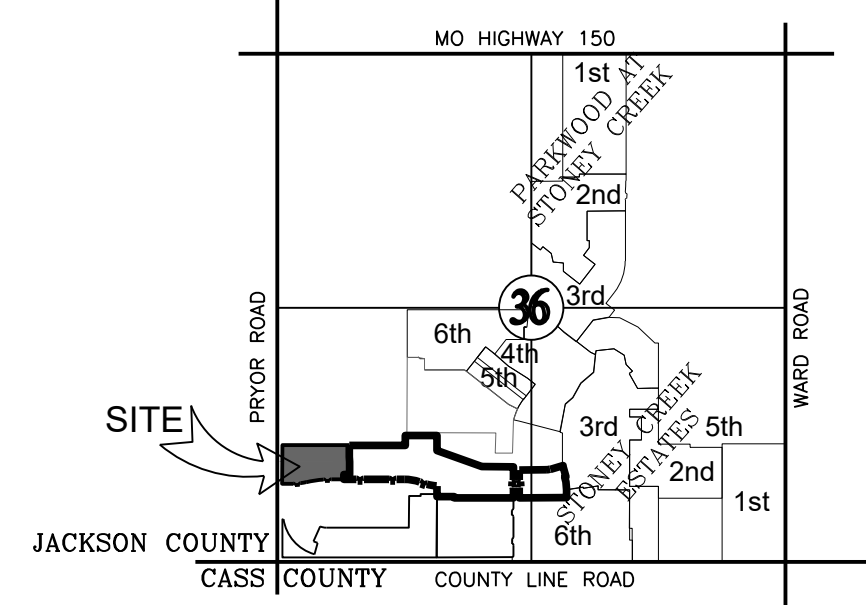 MO HIGHWAY 150
1st
PARKWOOD AT
STONEY CREEK
2nd
3rd
36
PRYOR ROAD
WARD ROAD
6th
4th
5th
SITE
3rd
STONEY CREEK
ESTATES
5th
2nd
1st
6th
JACKSON COUNTY
CASS COUNTY
COUNTY LINE ROAD